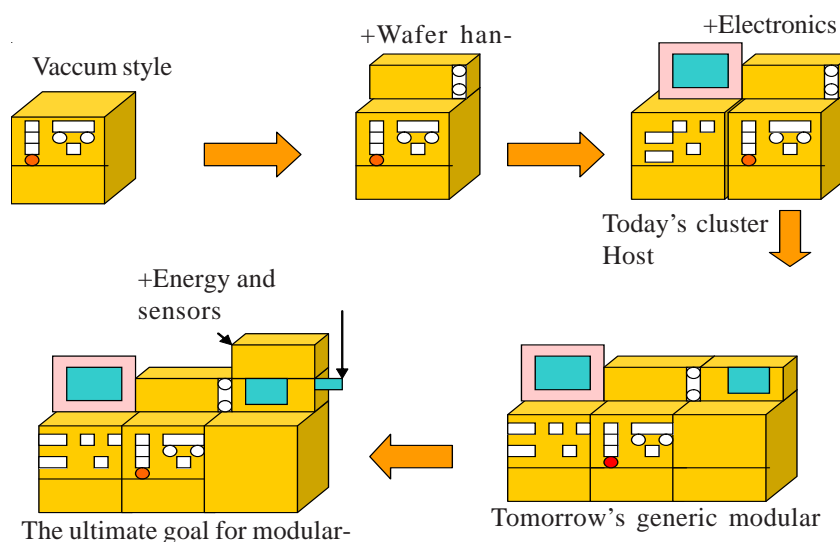 Vaccum style
+Wafer han-
+Electronics
Today's cluster
Host
+Energy and
sensors
Tomorrow's generic modular
The ultimate goal for modular-